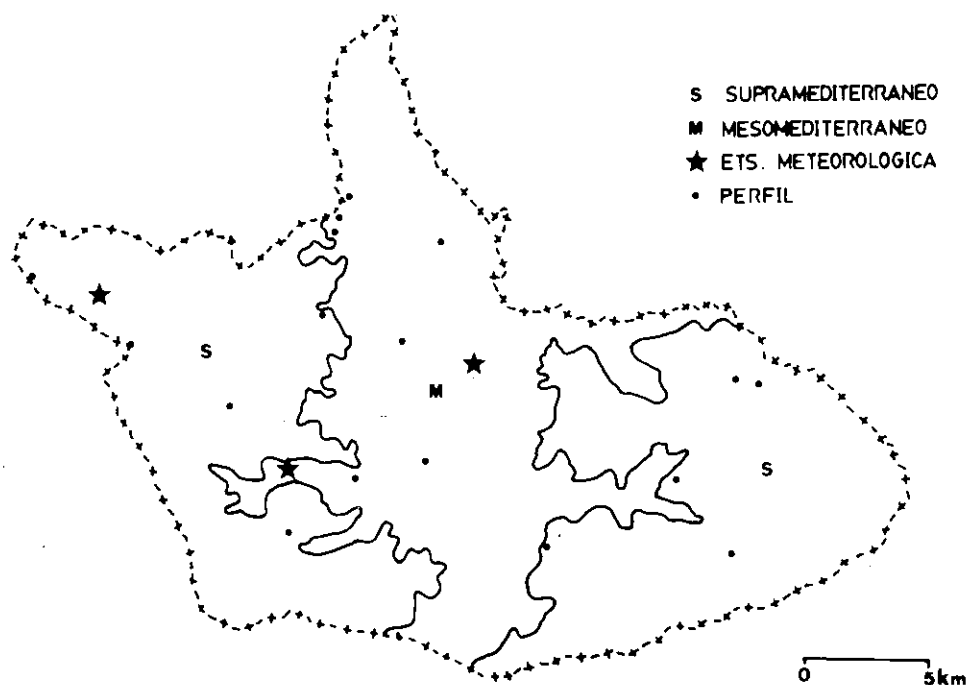 S SUPRAMEDITERRANEO
M MESOMEDITERRANEO
★ ETS. METEOROLOGICA
• PERFIL
S
M
S
0 5km